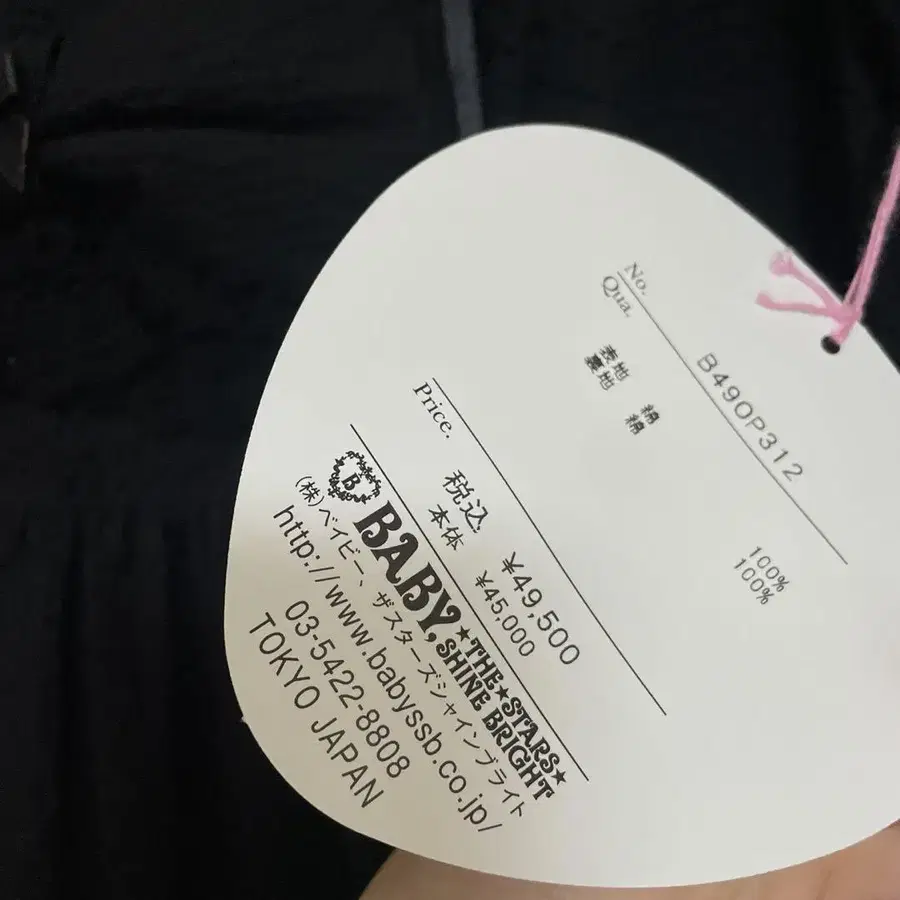 No. B49OP312
Qua.
表地 綿 100%
裏地 綿 100%
Price.
税込 ¥49,500
本体 ¥45,000
B
BABY, ★THE★STARS★
SHINE BRIGHT
(株)ベイビー、ザスターズシャインブライト
http://www.babyssb.co.jp/
03-5422-8808
TOKYO JAPAN